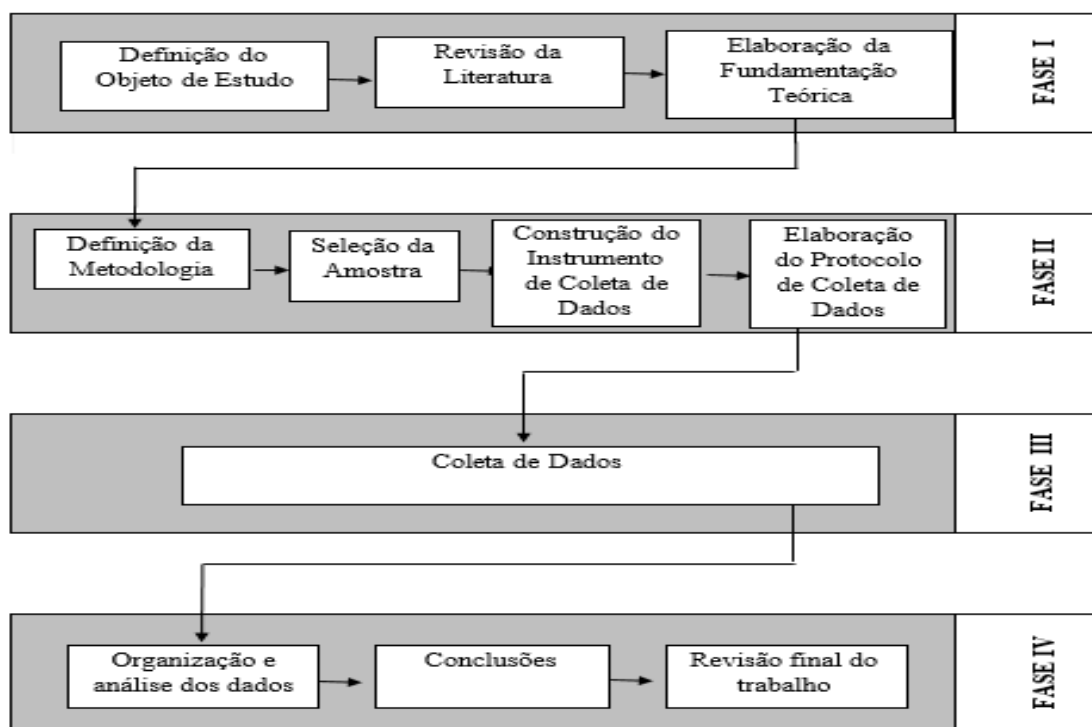 Definição do
Objeto de Estudo
Revisão da
Literatura
Elaboração da
Fundamentação
Teórica
FASE I
Definição da
Metodologia
Seleção da
Amostra
Construção do
Instrumento
de Coleta de
Dados
Elaboração
do Protocolo
de Coleta de
Dados
FASE II
Coleta de Dados
FASE III
Organização e
análise dos dados
Conclusões
Revisão final do
trabalho
FASE IV